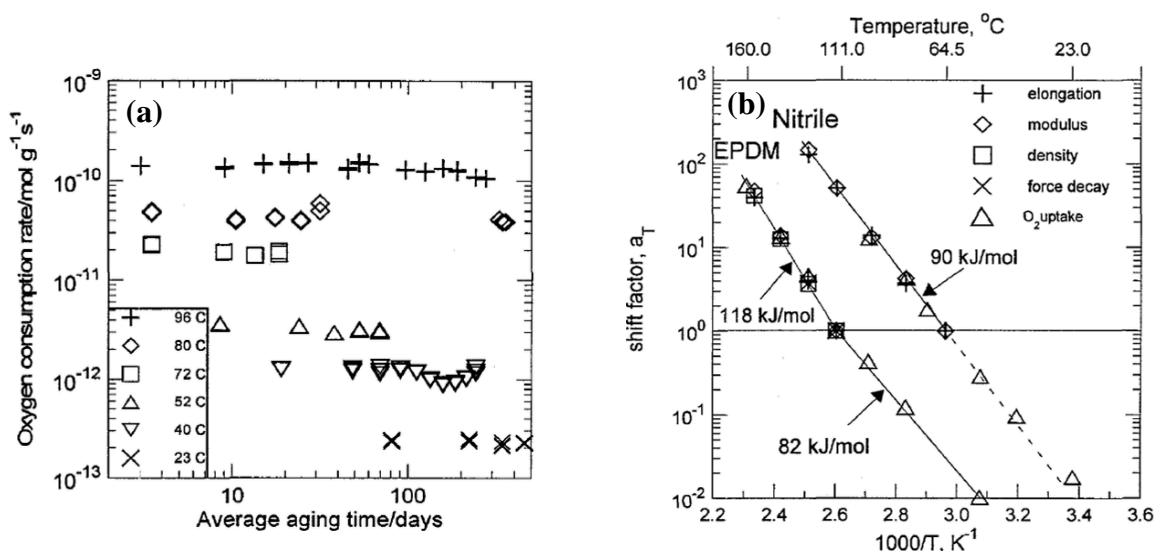 (a)
Oxygen consumption rate/mol g⁻¹ s⁻¹
10⁻⁹
10⁻¹⁰
10⁻¹¹
10⁻¹²
10⁻¹³
96 C
80 C
72 C
52 C
40 C
23 C
10 100
Average aging time/days
(b)
Temperature, °C
160.0 111.0 64.5 23.0
shift factor, a_T
10³
10²
10¹
10⁰
10⁻¹
10⁻²
Nitrile
EPDM
elongation
modulus
density
force decay
O₂uptake
90 kJ/mol
118 kJ/mol
82 kJ/mol
2.2 2.4 2.6 2.8 3.0 3.2 3.4 3.6
1000/T, K⁻¹